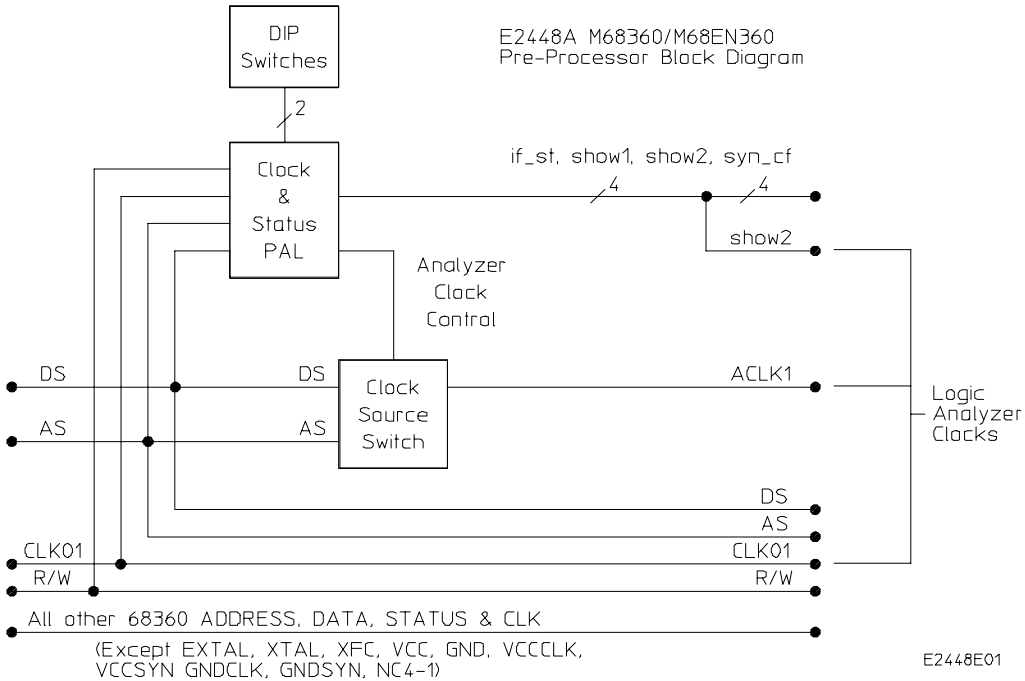 DIP
Switches
E2448A M68360/M68EN360
Pre-Processor Block Diagram
2
Clock
&
Status
PAL
if_st, show1, show2, syn_cf
4
4
show2
Analyzer
Clock
Control
DS
DS
Clock
Source
Switch
ACLK1
AS
AS
Logic
Analyzer
Clocks
DS
AS
CLK01
CLK01
R/W
R/W
All other 68360 ADDRESS, DATA, STATUS & CLK
(Except EXTAL, XTAL, XFC, VCC, GND, VCCCLK,
VCCSYN GNDCLK, GNDSYN, NC4-1)
E2448E01